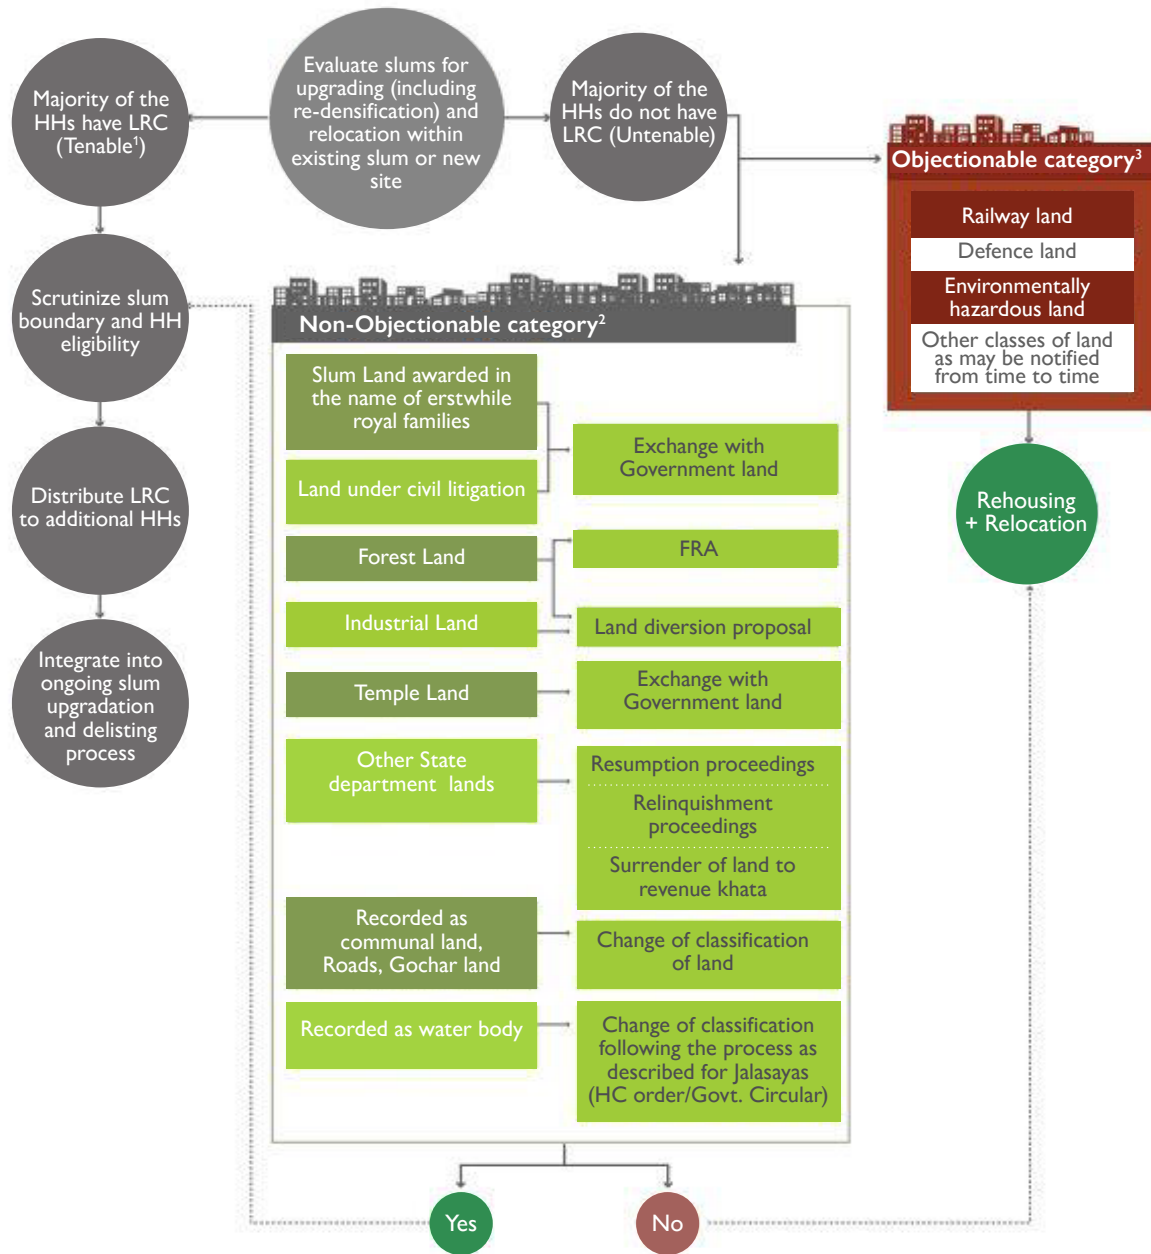 Evaluate slums for
upgrading (including
re-densification) and
relocation within
existing slum or new
site
Majority of the
HHs have LRC
(Tenable¹)
Majority of the
HHs do not have
LRC (Untenable)
Objectionable category³
Railway land
Defence land
Environmentally
hazardous land
Other classes of land
as may be notified
from time to time
Rehousing
+ Relocation
Scrutinize slum
boundary and HH
eligibility
Distribute LRC
to additional HHs
Integrate into
ongoing slum
upgradation
and delisting
process
Non-Objectionable category²
Slum Land awarded in
the name of erstwhile
royal families
Land under civil litigation
Exchange with
Government land
Forest Land
FRA
Industrial Land
Land diversion proposal
Temple Land
Exchange with
Government land
Other State
department lands
Resumption proceedings
Relinquishment
proceedings
Surrender of land to
revenue khata
Recorded as
communal land,
Roads, Gochar land
Change of classification
of land
Recorded as water body
Change of classification
following the process as
described for Jalasayas
(HC order/Govt. Circular)
Yes
No